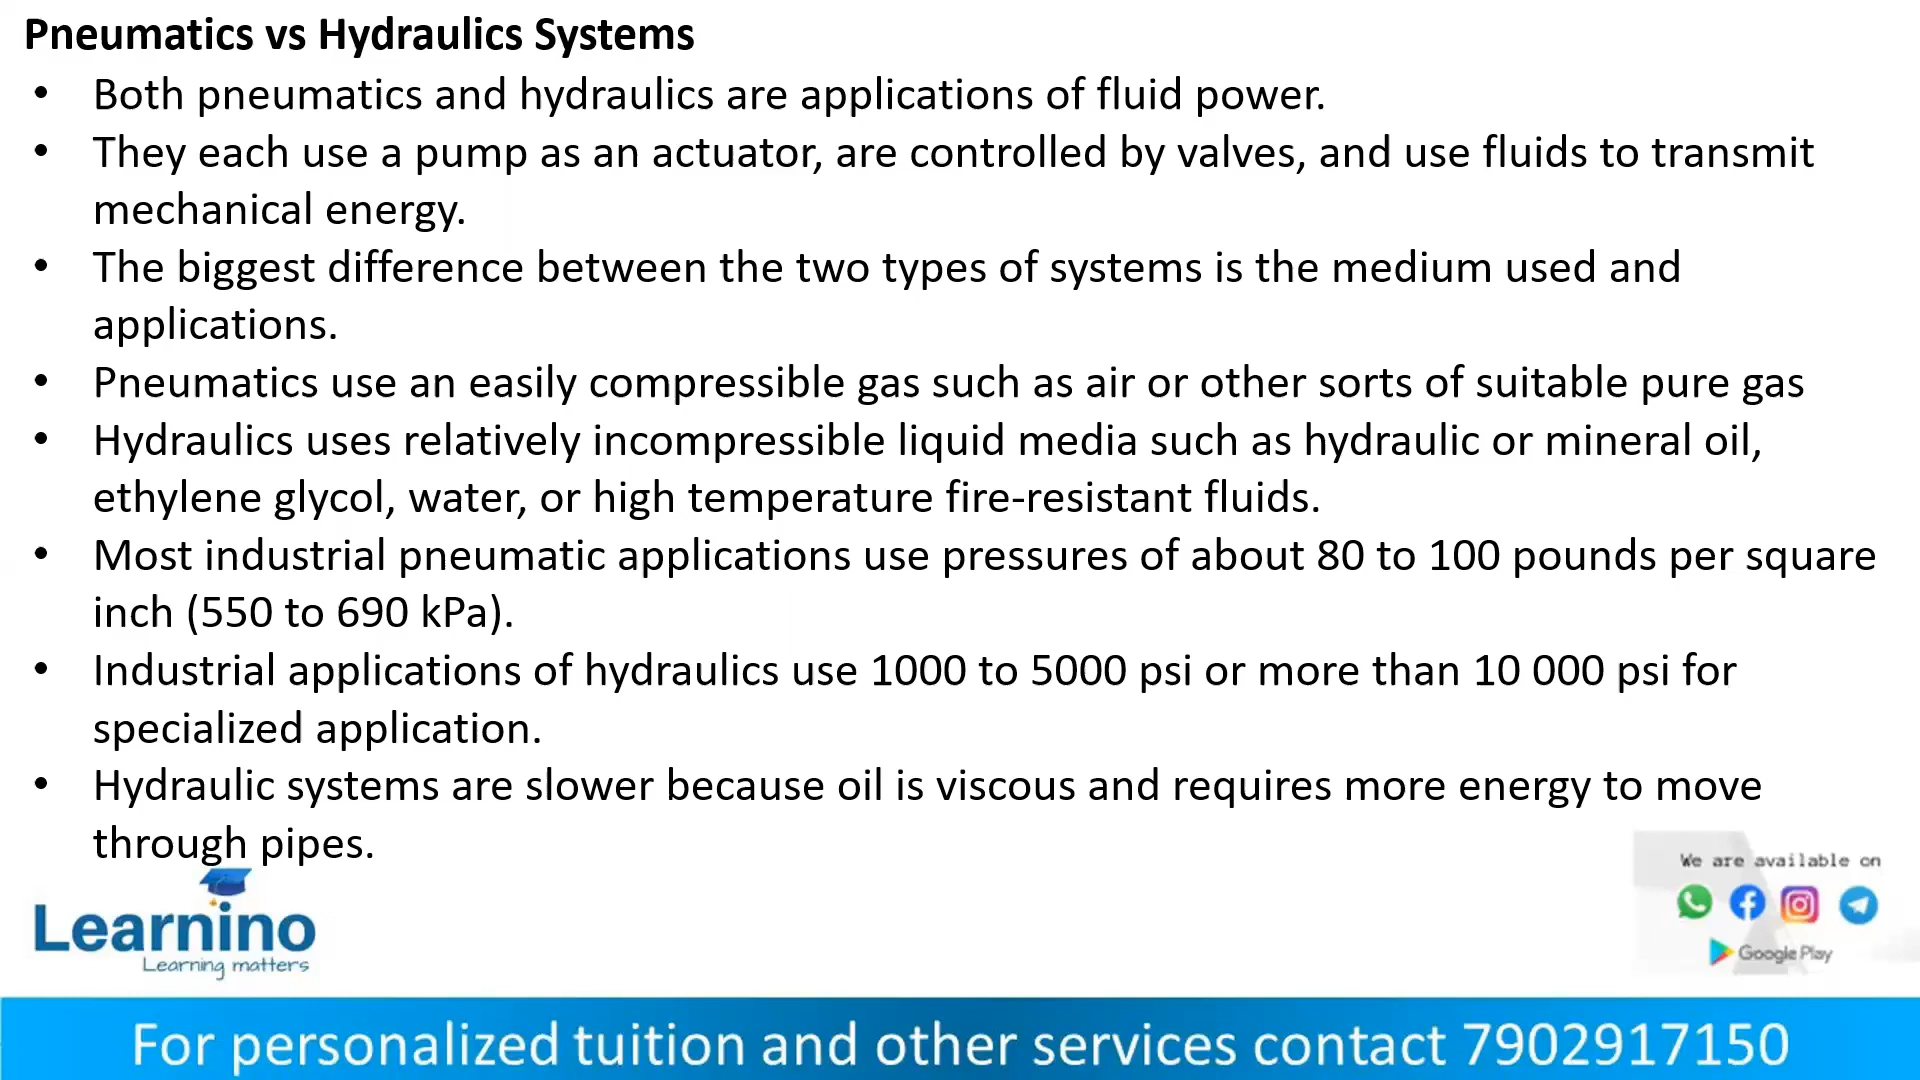 Pneumatics vs Hydraulics Systems
• Both pneumatics and hydraulics are applications of fluid power.
• They each use a pump as an actuator, are controlled by valves, and use fluids to transmit
mechanical energy.
• The biggest difference between the two types of systems is the medium used and
applications.
• Pneumatics use an easily compressible gas such as air or other sorts of suitable pure gas
• Hydraulics uses relatively incompressible liquid media such as hydraulic or mineral oil,
ethylene glycol, water, or high temperature fire-resistant fluids.
• Most industrial pneumatic applications use pressures of about 80 to 100 pounds per square
inch (550 to 690 kPa).
• Industrial applications of hydraulics use 1000 to 5000 psi or more than 10 000 psi for
specialized application.
• Hydraulic systems are slower because oil is viscous and requires more energy to move
through pipes.
We are available on
Google Play
Learnino
Learning matters
For personalized tuition and other services contact 7902917150